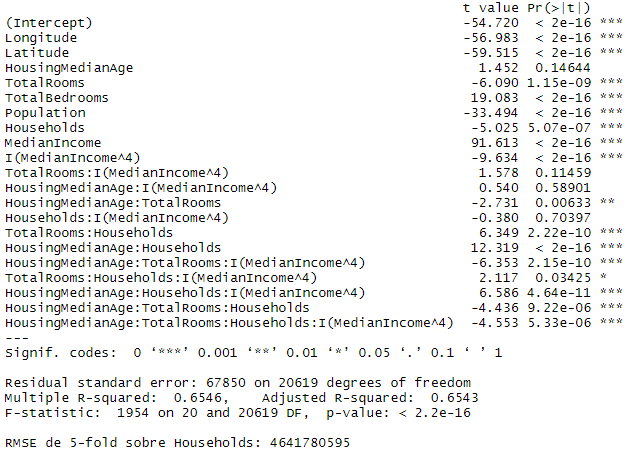 t value Pr(>|t|)
(Intercept) -54.720 < 2e-16 ***
Longitude -56.983 < 2e-16 ***
Latitude -59.515 < 2e-16 ***
HousingMedianAge 1.452 0.14644
TotalRooms -6.090 1.15e-09 ***
TotalBedrooms 19.083 < 2e-16 ***
Population -33.494 < 2e-16 ***
Households -5.025 5.07e-07 ***
MedianIncome 91.613 < 2e-16 ***
I(MedianIncome^4) -9.634 < 2e-16 ***
TotalRooms:I(MedianIncome^4) 1.578 0.11459
HousingMedianAge:I(MedianIncome^4) 0.540 0.58901
HousingMedianAge:TotalRooms -2.731 0.00633 **
Households:I(MedianIncome^4) -0.380 0.70397
TotalRooms:Households 6.349 2.22e-10 ***
HousingMedianAge:Households 12.319 < 2e-16 ***
HousingMedianAge:TotalRooms:I(MedianIncome^4) -6.353 2.15e-10 ***
TotalRooms:Households:I(MedianIncome^4) 2.117 0.03425 *
HousingMedianAge:Households:I(MedianIncome^4) 6.586 4.64e-11 ***
HousingMedianAge:TotalRooms:Households -4.436 9.22e-06 ***
HousingMedianAge:TotalRooms:Households:I(MedianIncome^4) -4.553 5.33e-06 ***
---
Signif. codes: 0 ‘***’ 0.001 ‘**’ 0.01 ‘*’ 0.05 ‘.’ 0.1 ‘ ’ 1
Residual standard error: 67850 on 20619 degrees of freedom
Multiple R-squared: 0.6546, Adjusted R-squared: 0.6543
F-statistic: 1954 on 20 and 20619 DF, p-value: < 2.2e-16
RMSE de 5-fold sobre Households: 4641780595